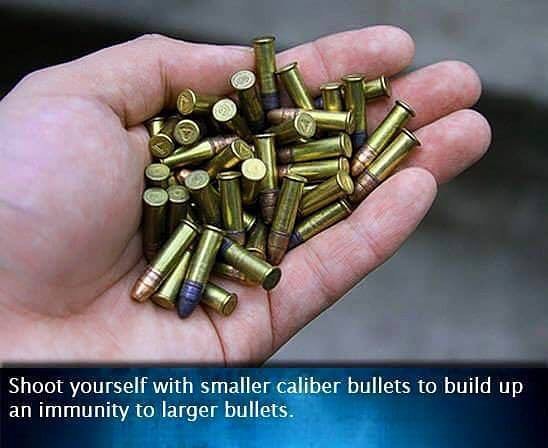 Shoot yourself with smaller caliber bullets to build up
an immunity to larger bullets.